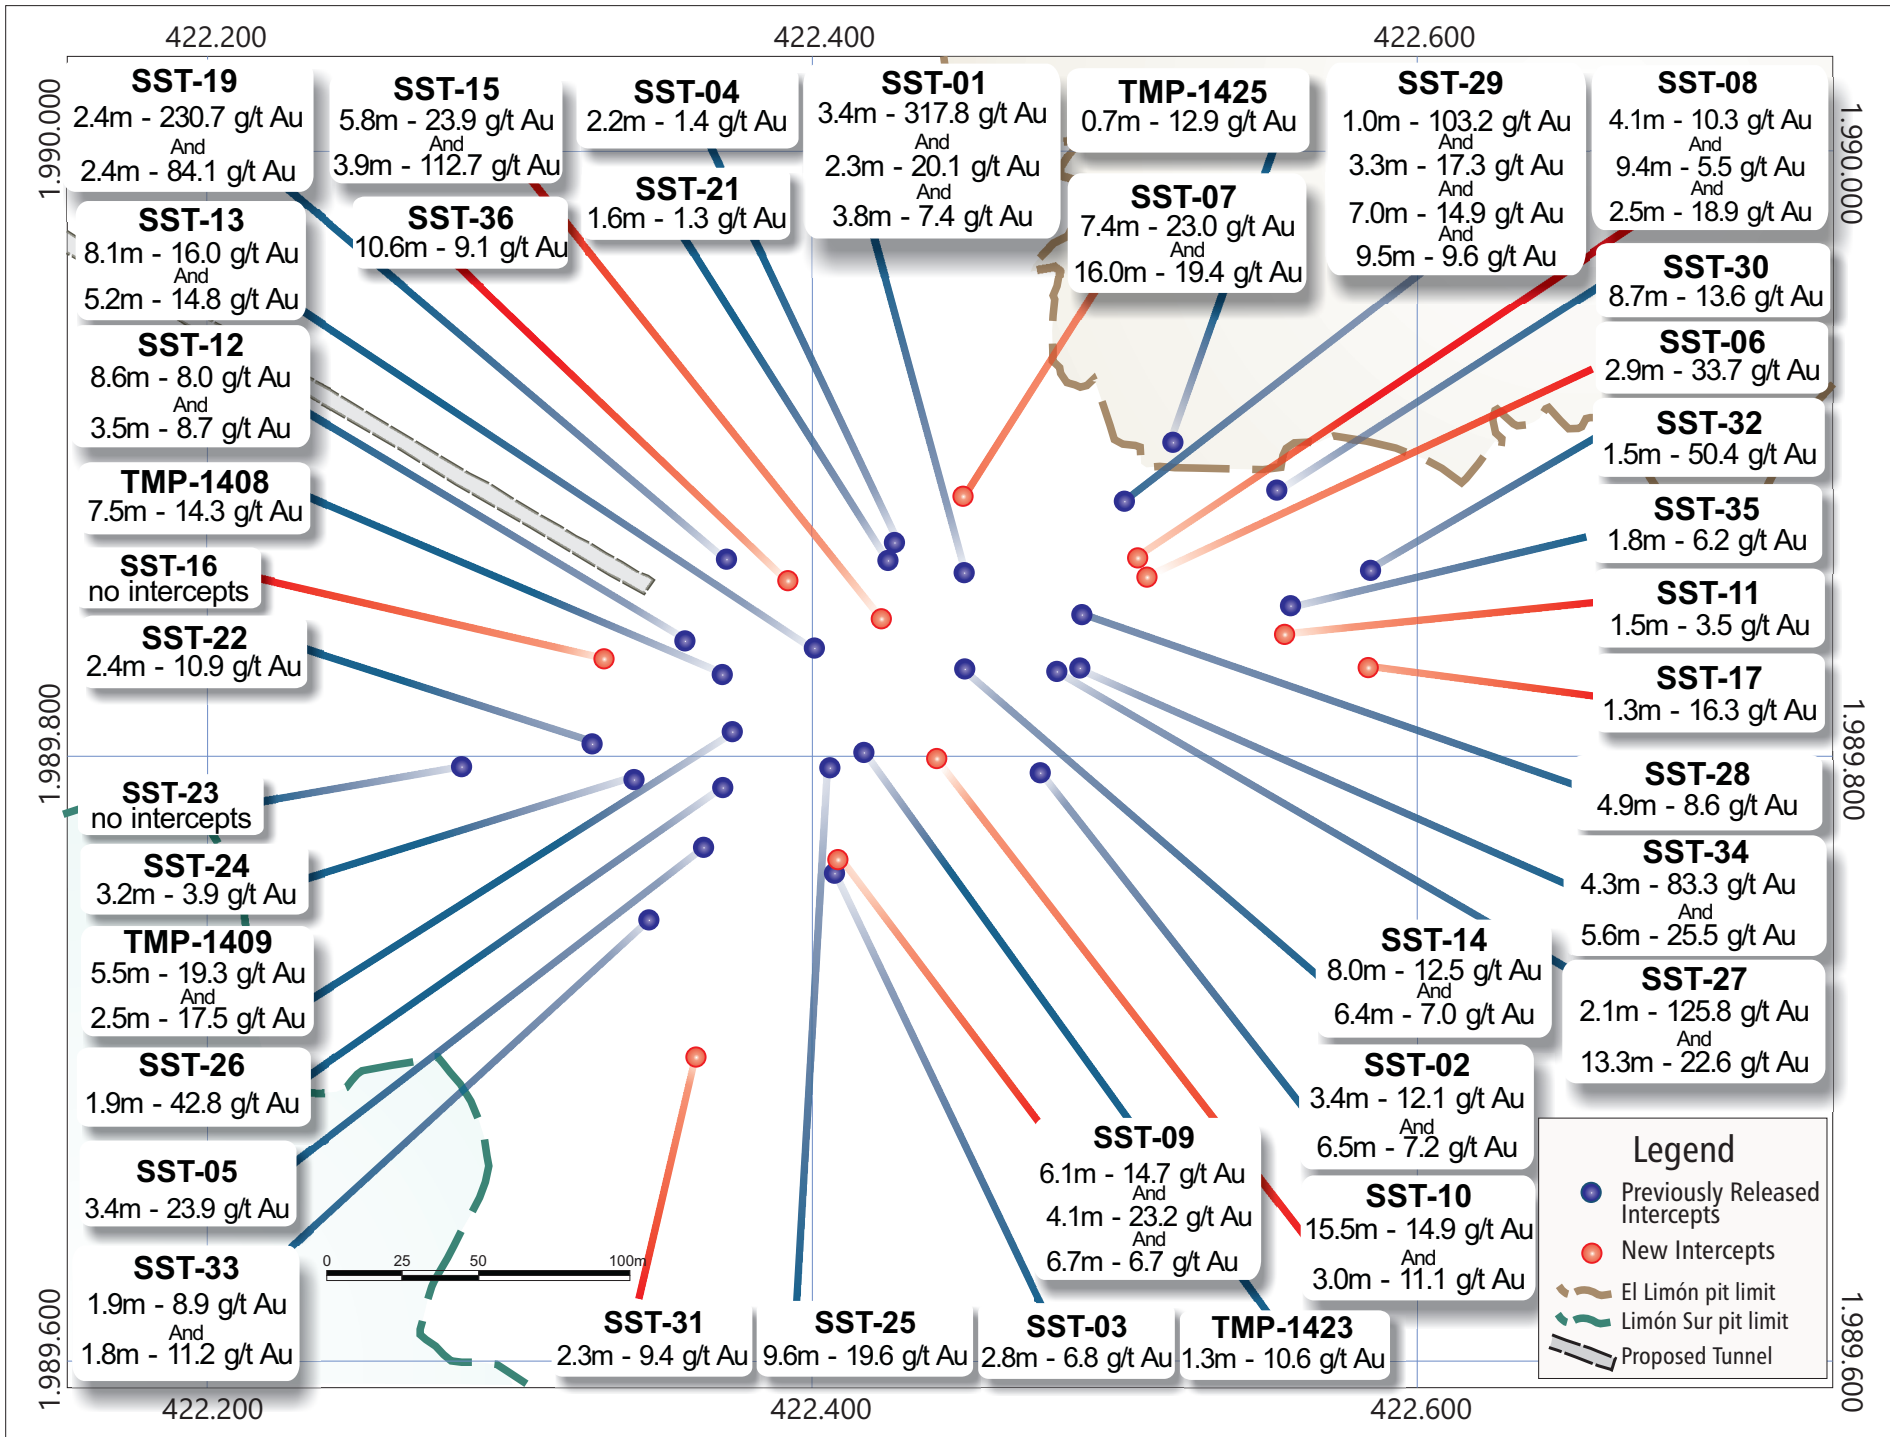 422.200
422.400
422.600
1.990.000
1.990.000
SST-19
2.4m - 230.7 g/t Au
And
2.4m - 84.1 g/t Au
SST-15
5.8m - 23.9 g/t Au
And
3.9m - 112.7 g/t Au
SST-04
2.2m - 1.4 g/t Au
SST-01
3.4m - 317.8 g/t Au
And
2.3m - 20.1 g/t Au
And
3.8m - 7.4 g/t Au
TMP-1425
0.7m - 12.9 g/t Au
SST-29
1.0m - 103.2 g/t Au
And
3.3m - 17.3 g/t Au
And
7.0m - 14.9 g/t Au
And
9.5m - 9.6 g/t Au
SST-08
4.1m - 10.3 g/t Au
And
9.4m - 5.5 g/t Au
And
2.5m - 18.9 g/t Au
SST-13
8.1m - 16.0 g/t Au
And
5.2m - 14.8 g/t Au
SST-36
10.6m - 9.1 g/t Au
SST-21
1.6m - 1.3 g/t Au
SST-07
7.4m - 23.0 g/t Au
And
16.0m - 19.4 g/t Au
SST-30
8.7m - 13.6 g/t Au
SST-12
8.6m - 8.0 g/t Au
And
3.5m - 8.7 g/t Au
SST-06
2.9m - 33.7 g/t Au
SST-32
1.5m - 50.4 g/t Au
TMP-1408
7.5m - 14.3 g/t Au
SST-35
1.8m - 6.2 g/t Au
SST-16
no intercepts
SST-11
1.5m - 3.5 g/t Au
SST-22
2.4m - 10.9 g/t Au
SST-17
1.3m - 16.3 g/t Au
1.989.800
1.989.800
SST-23
no intercepts
SST-28
4.9m - 8.6 g/t Au
SST-24
3.2m - 3.9 g/t Au
SST-34
4.3m - 83.3 g/t Au
And
5.6m - 25.5 g/t Au
TMP-1409
5.5m - 19.3 g/t Au
And
2.5m - 17.5 g/t Au
SST-14
8.0m - 12.5 g/t Au
And
6.4m - 7.0 g/t Au
SST-27
2.1m - 125.8 g/t Au
And
13.3m - 22.6 g/t Au
SST-26
1.9m - 42.8 g/t Au
SST-02
3.4m - 12.1 g/t Au
And
6.5m - 7.2 g/t Au
SST-05
3.4m - 23.9 g/t Au
SST-09
6.1m - 14.7 g/t Au
And
4.1m - 23.2 g/t Au
And
6.7m - 6.7 g/t Au
SST-10
15.5m - 14.9 g/t Au
And
3.0m - 11.1 g/t Au
SST-33
1.9m - 8.9 g/t Au
And
1.8m - 11.2 g/t Au
0 25 50 100m
SST-31
2.3m - 9.4 g/t Au
SST-25
9.6m - 19.6 g/t Au
SST-03
2.8m - 6.8 g/t Au
TMP-1423
1.3m - 10.6 g/t Au
Legend
Previously Released
Intercepts
New Intercepts
El Limón pit limit
Limón Sur pit limit
Proposed Tunnel
1.989.600
1.989.600
422.200
422.400
422.600